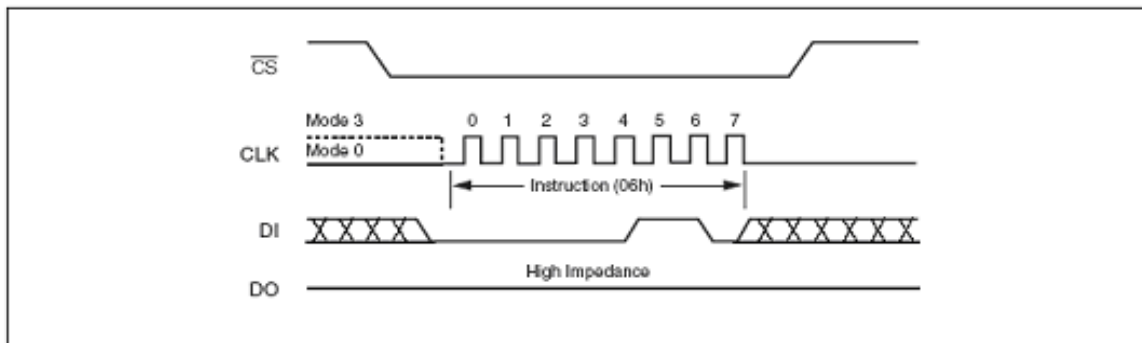 CS
Mode 3
0 1 2 3 4 5 6 7
CLK
Mode 0
Instruction (06h)
DI
High Impedance
DO